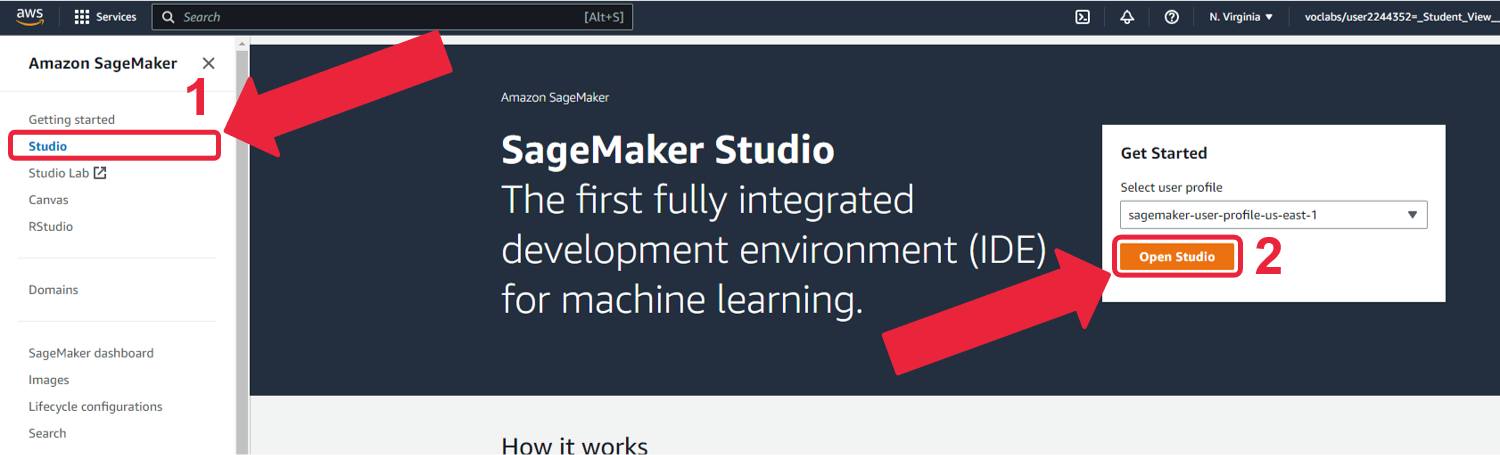 aws
Services
Search
[Alt+S]
N. Virginia
voclabs/user2244352=_Student_View_
Amazon SageMaker
1
Getting started
Studio
Studio Lab
Canvas
RStudio
Domains
SageMaker dashboard
Images
Lifecycle configurations
Search
Amazon SageMaker
SageMaker Studio
The first fully integrated
development environment (IDE)
for machine learning.
Get Started
Select user profile
sagemaker-user-profile-us-east-1
Open Studio
2
How it works